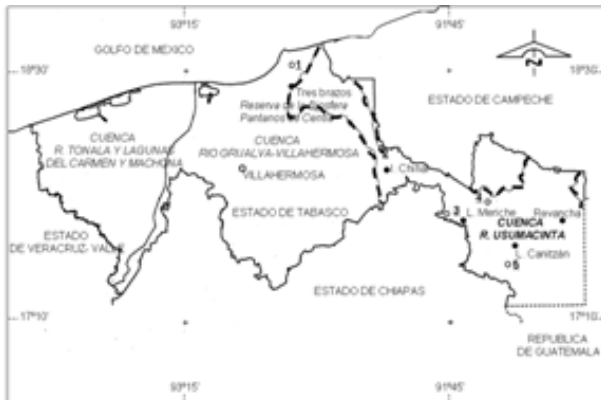 93°15' 91°45'
GOLFO DE MEXICO
18°30' 18°30'
1
Tres brazos
Reserva de la Biosfera
Pantanos de Centla
ESTADO DE CAMPECHE
N
CUENCA
R. TONALA Y LAGUNAS
DEL CARMEN Y MACHONA
CUENCA
RIO GRIJALVA-VILLAHERMOSA
VILLAHERMOSA
ESTADO DE TABASCO
3
L. Meriche
Revancha
CUENCA
R. USUMACINTA
L. Canitzán
ESTADO
DE VERACRUZ-
ESTADO DE CHIAPAS
17°10' 17°10'
REPUBLICA
DE GUATEMALA
93°15' 91°45'